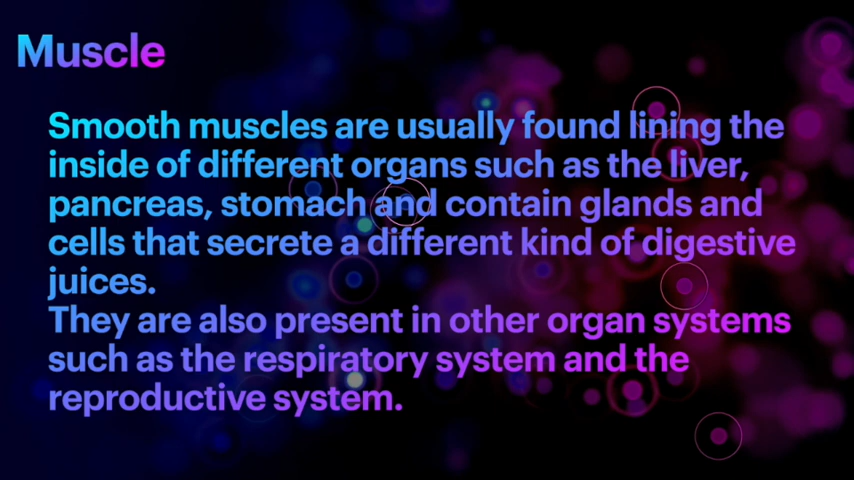 Muscle
Smooth muscles are usually found lining the
inside of different organs such as the liver,
pancreas, stomach and contain glands and
cells that secrete a different kind of digestive
juices.
They are also present in other organ systems
such as the respiratory system and the
reproductive system.